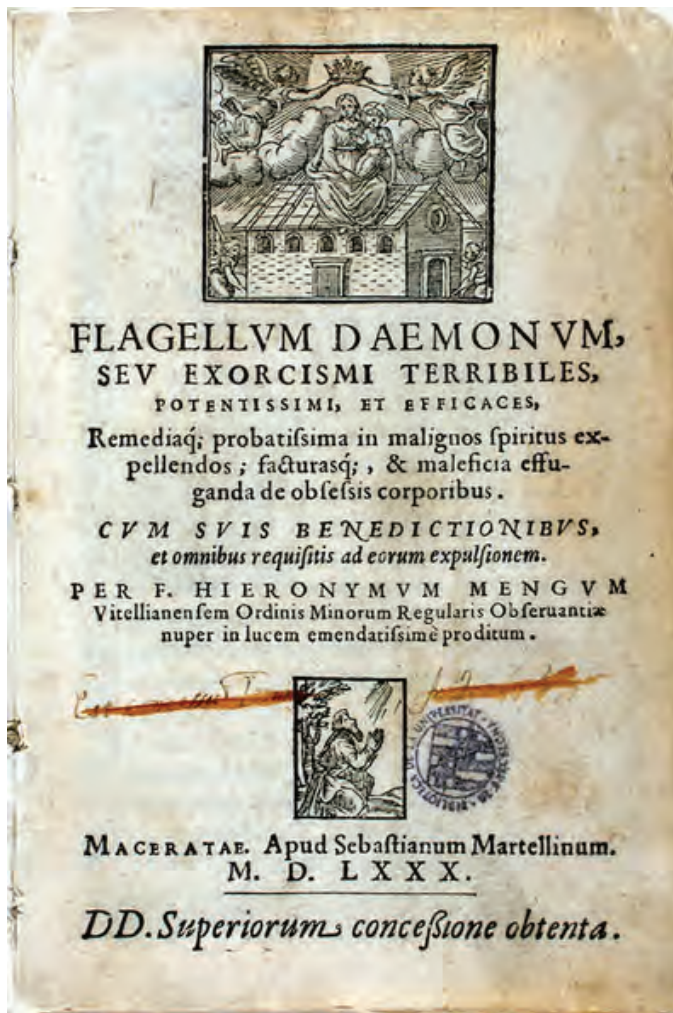 FLAGELLVM DAEMONVM,
SEV EXORCISMI TERRIBILES,
POTENTISSIMI, ET EFFICACES,
Remediaq́; probatiſsima in malignos ſpiritus ex-
pellendos ; facturasq́; , & maleficia effu-
ganda de obſeſsis corporibus .
CVM SVIS BENEDICTIONIBVS,
et omnibus requiſitis ad eorum expulſionem.
PER F. HIERONYMVM MENGVM
Vitellianenſem Ordinis Minorum Regularis Obſeruantiæ
nuper in lucem emendatiſsimè proditum .
UNIVERSITAT
BIBLIOTECA
MACERATAE. Apud Sebaſtianum Martellinum.
M. D. LXXX.
DD. Superiorum conceſsione obtenta .